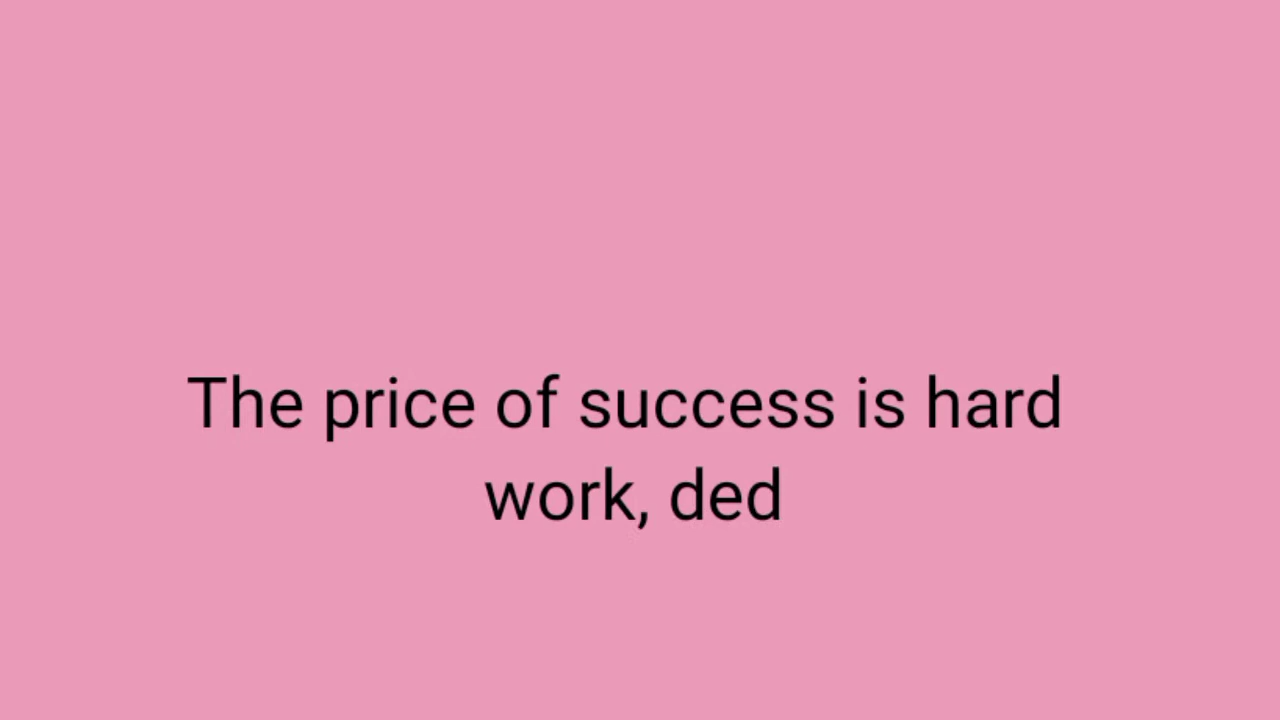 The price of success is hard
work, ded